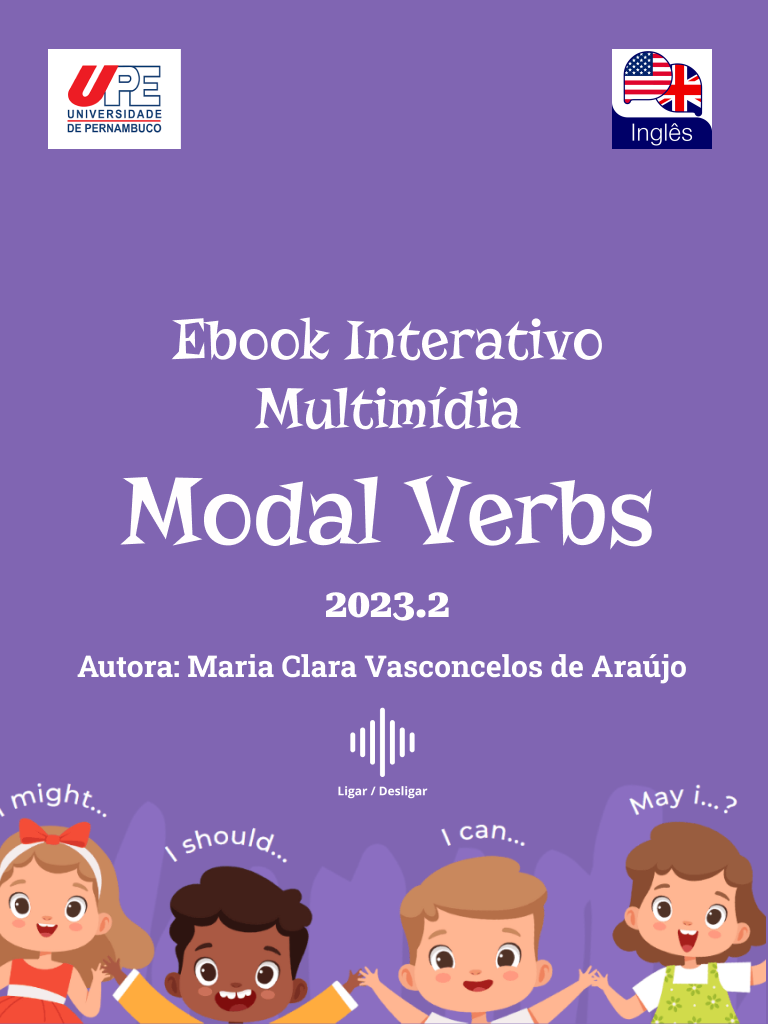 UPE
UNIVERSIDADE
DE PERNAMBUCO
Inglês
Ebook Interativo
Multimídia
Modal Verbs
2023.2
Autora: Maria Clara Vasconcelos de Araújo
Ligar / Desligar
I might...
I should...
I can...
May i...?